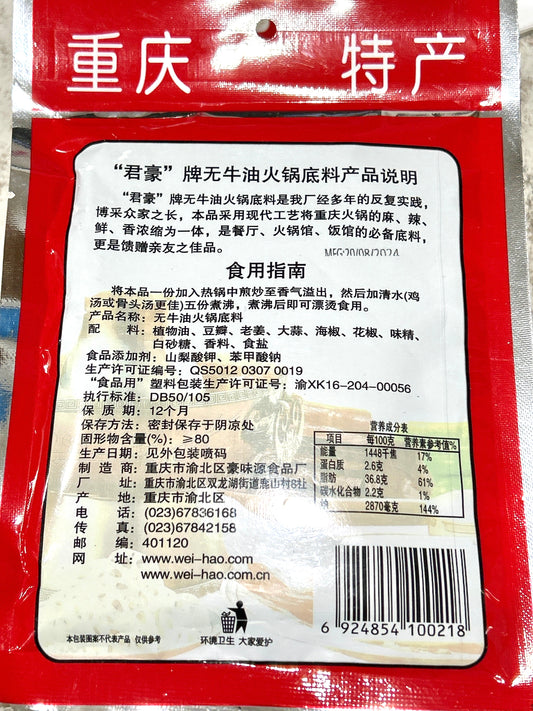 重庆 特产
“君豪”牌无牛油火锅底料产品说明
“君豪”牌无牛油火锅底料是我厂经多年的反复实践，
博采众家之长，本品采用现代工艺将重庆火锅的麻、辣、
鲜、香浓缩为一体，是餐厅、火锅馆、饭馆的必备底料，
更是馈赠亲友之佳品。
MFG:20/08/2024
食用指南
将本品一份加入热锅中煎炒至香气溢出，然后加清水(鸡
汤或骨头汤更佳)五份煮沸，煮沸后即可漂烫食用。
产品名称：无牛油火锅底料
配 料：植物油、豆瓣、老姜、大蒜、海椒、花椒、味精、
白砂糖、香料、食盐
食品添加剂：山梨酸钾、苯甲酸钠
生产许可证编号：QS5012 0307 0019
“食品用”塑料包装生产许可证号：渝XK16-204-00056
执行标准：DB50/105
保 质 期：12个月
保存方法：密封保存于阴凉处
固形物含量(%)：≥80
生产日期：见外包装喷码
制 造 商：重庆市渝北区豪味源食品厂
厂 址：重庆市渝北区双龙湖街道鹿山村8社
产 地：重庆市渝北区
电 话：(023)67836168
传 真：(023)67842158
邮 编：401120
网 址：www.wei-hao.com
www.wei-hao.com.cn
营养成分表
项目 每100克 营养素参考值%
能量 1448千焦 17%
蛋白质 2.6克 4%
脂肪 36.8克 61%
碳水化合物 2.2克 1%
钠 2870毫克 144%
6 924854 100218
本包装图案不代表产品 仅供参考
环境卫生 大家爱护